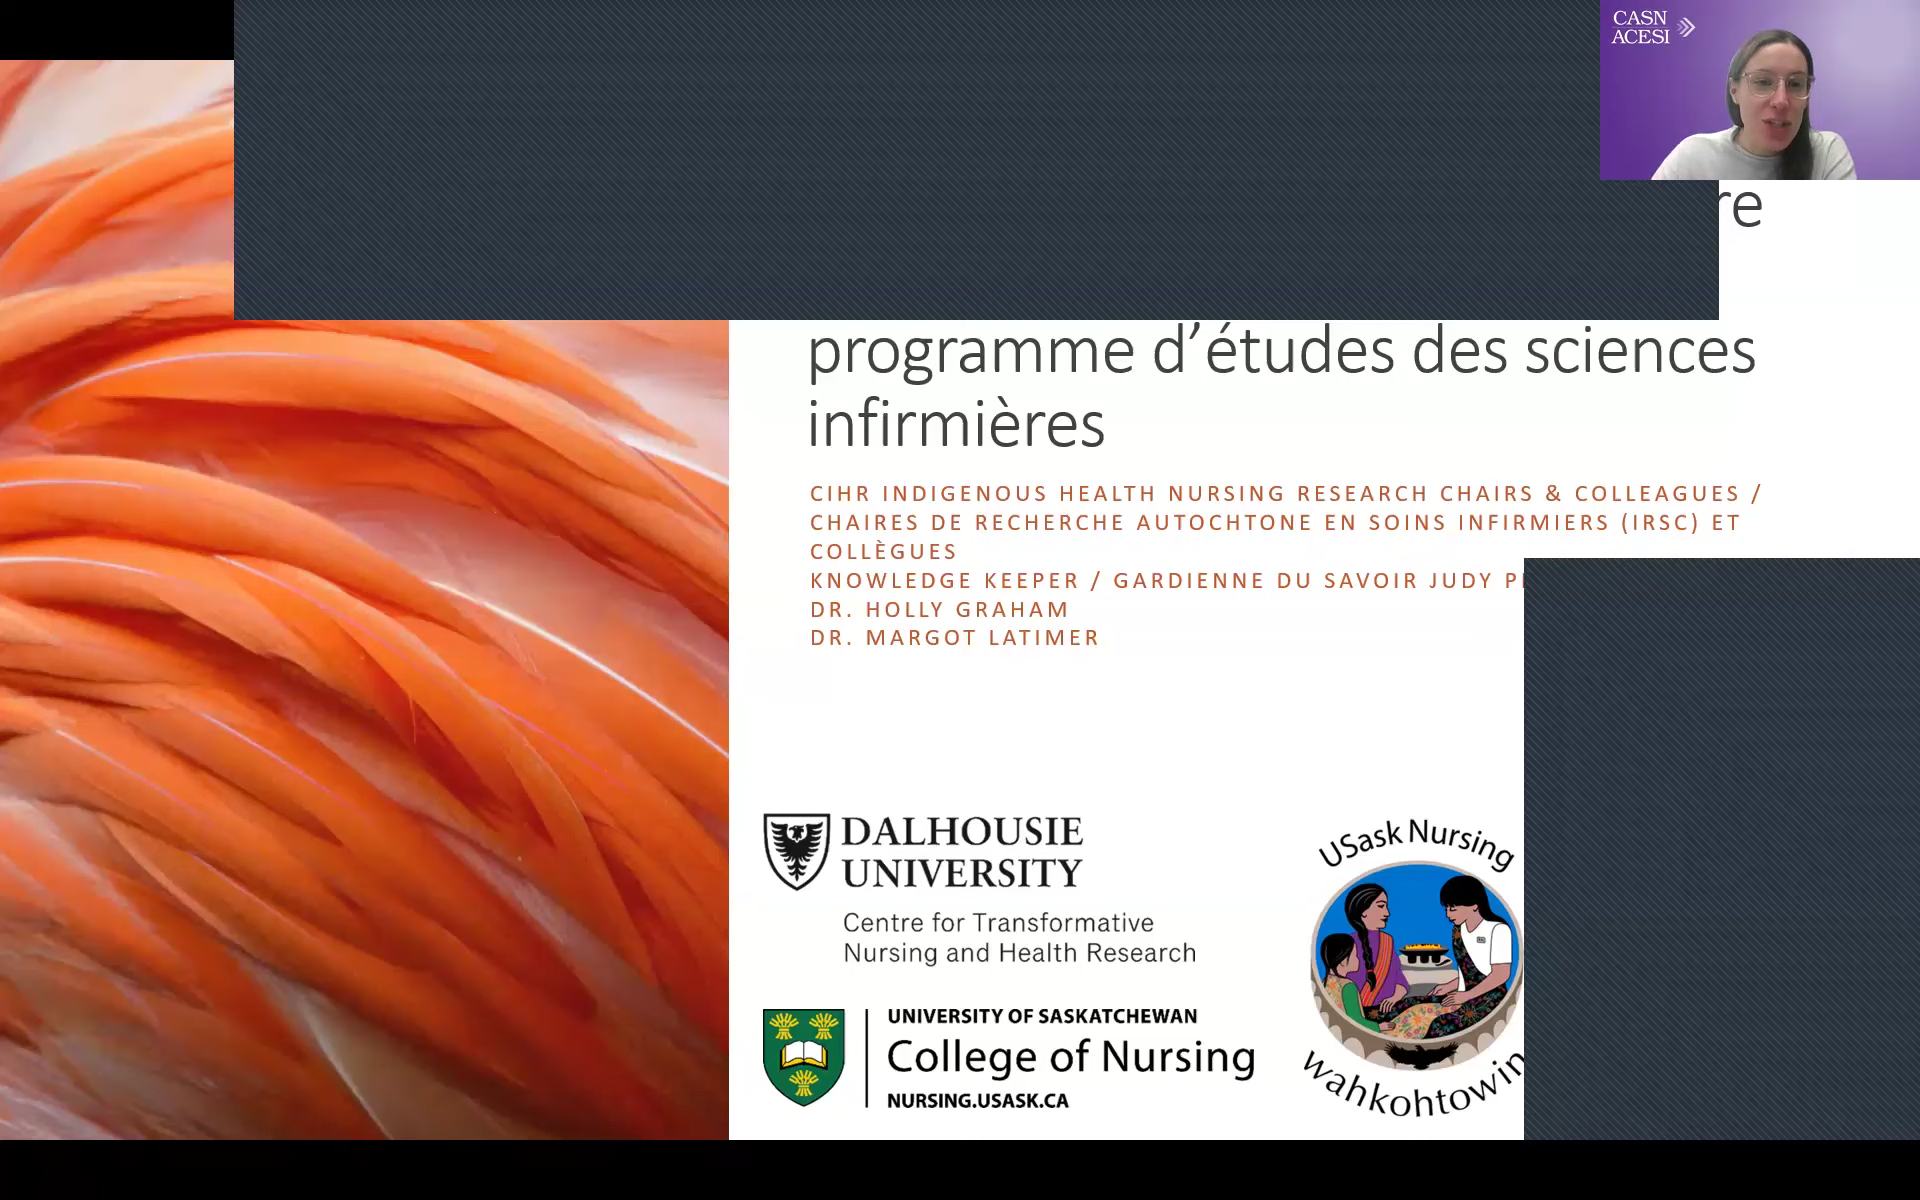 CASN
ACESI
programme d’études des sciences
infirmières
CIHR INDIGENOUS HEALTH NURSING RESEARCH CHAIRS & COLLEAGUES /
CHAIRES DE RECHERCHE AUTOCHTONE EN SOINS INFIRMIERS (IRSC) ET
COLLÈGUES
KNOWLEDGE KEEPER / GARDIENNE DU SAVOIR JUDY
DR. HOLLY GRAHAM
DR. MARGOT LATIMER
DALHOUSIE
UNIVERSITY
Centre for Transformative
Nursing and Health Research
UNIVERSITY OF SASKATCHEWAN
College of Nursing
NURSING.USASK.CA
USask Nursing
wahkohtowin